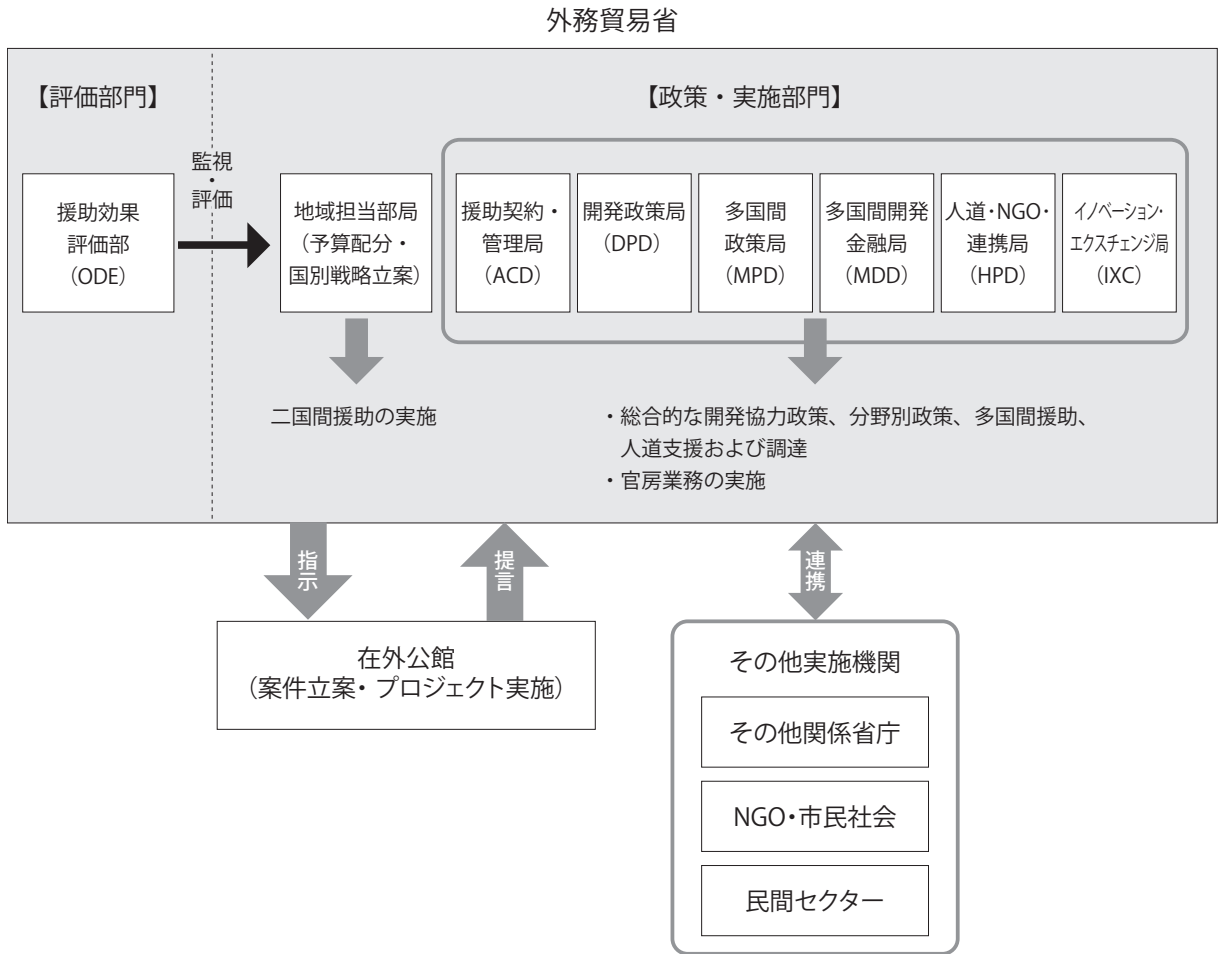 外務貿易省
【評価部門】
【政策・実施部門】
監視
・
評価
援助効果
評価部
(ODE)
地域担当部局
(予算配分・
国別戦略立案)
援助契約・
管理局
(ACD)
開発政策局
(DPD)
多国間
政策局
(MPD)
多国間開発
金融局
(MDD)
人道・NGO・
連携局
(HPD)
イノベーション・
エクスチェンジ局
(IXC)
二国間援助の実施
・総合的な開発協力政策、分野別政策、多国間援助、
人道支援および調達
・官房業務の実施
指示
提言
連携
在外公館
(案件立案・プロジェクト実施)
その他実施機関
その他関係省庁
NGO・市民社会
民間セクター